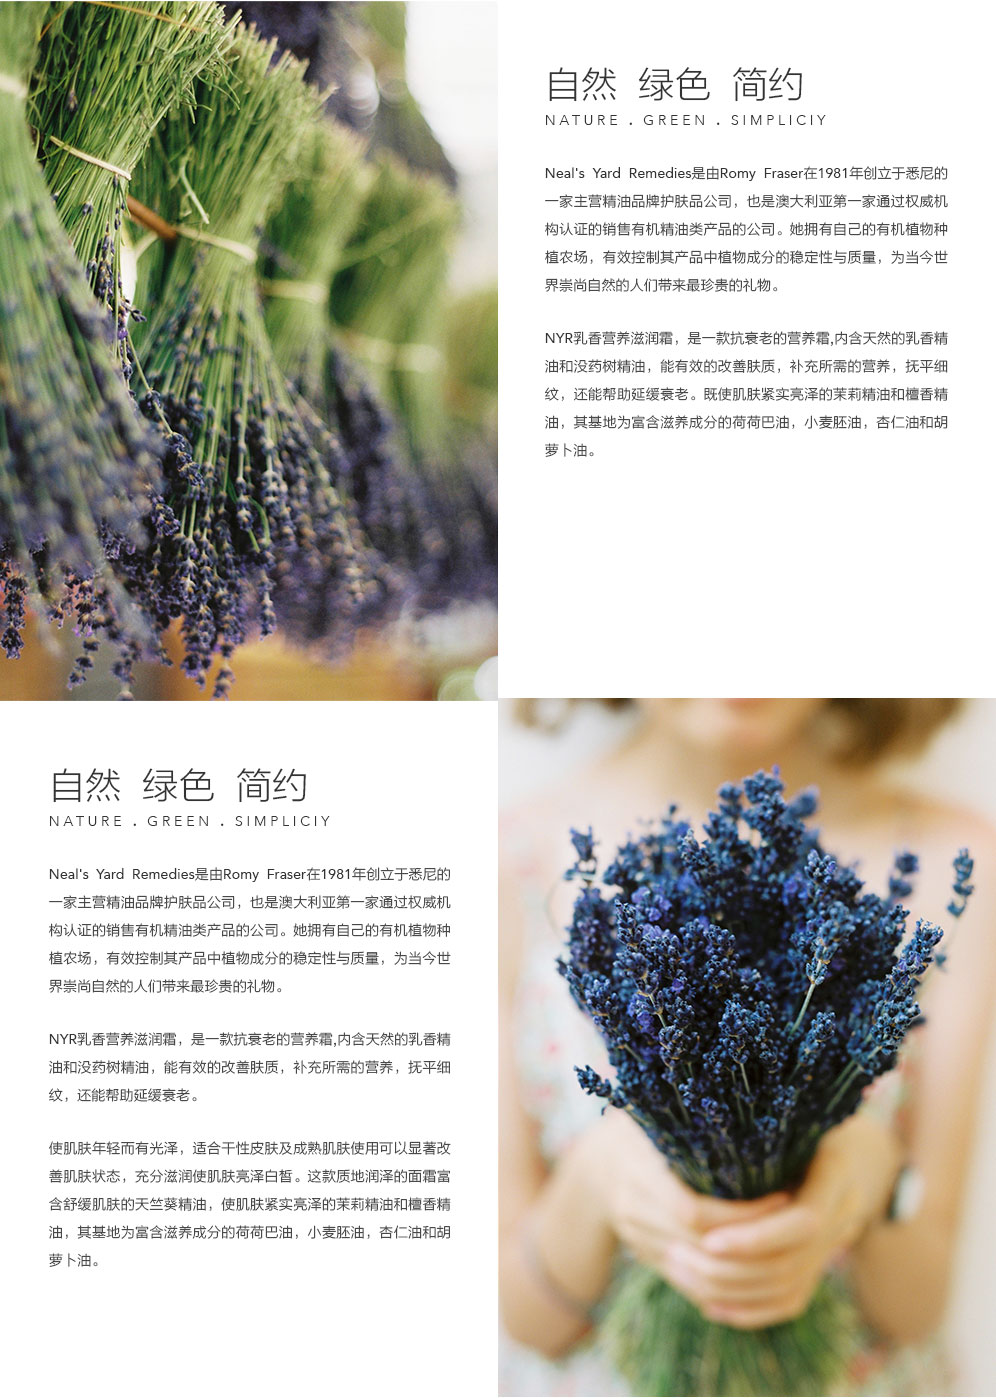 自然 绿色 简约
NATURE . GREEN . SIMPLICIY
Neal's Yard Remedies是由Romy Fraser在1981年创立于悉尼的
一家主营精油品牌护肤品公司，也是澳大利亚第一家通过权威机
构认证的销售有机精油类产品的公司。她拥有自己的有机植物种
植农场，有效控制其产品中植物成分的稳定性与质量，为当今世
界崇尚自然的人们带来最珍贵的礼物。
NYR乳香营养滋润霜，是一款抗衰老的营养霜,内含天然的乳香精
油和没药树精油，能有效的改善肤质，补充所需的营养，抚平细
纹，还能帮助延缓衰老。既使肌肤紧实亮泽的茉莉精油和檀香精
油，其基地为富含滋养成分的荷荷巴油，小麦胚油，杏仁油和胡
萝卜油。
自然 绿色 简约
NATURE . GREEN . SIMPLICIY
Neal's Yard Remedies是由Romy Fraser在1981年创立于悉尼的
一家主营精油品牌护肤品公司，也是澳大利亚第一家通过权威机
构认证的销售有机精油类产品的公司。她拥有自己的有机植物种
植农场，有效控制其产品中植物成分的稳定性与质量，为当今世
界崇尚自然的人们带来最珍贵的礼物。
NYR乳香营养滋润霜，是一款抗衰老的营养霜,内含天然的乳香精
油和没药树精油，能有效的改善肤质，补充所需的营养，抚平细
纹，还能帮助延缓衰老。
使肌肤年轻而有光泽，适合干性皮肤及成熟肌肤使用可以显著改
善肌肤状态，充分滋润使肌肤亮泽白皙。这款质地润泽的面霜富
含舒缓肌肤的天竺葵精油，使肌肤紧实亮泽的茉莉精油和檀香精
油，其基地为富含滋养成分的荷荷巴油，小麦胚油，杏仁油和胡
萝卜油。